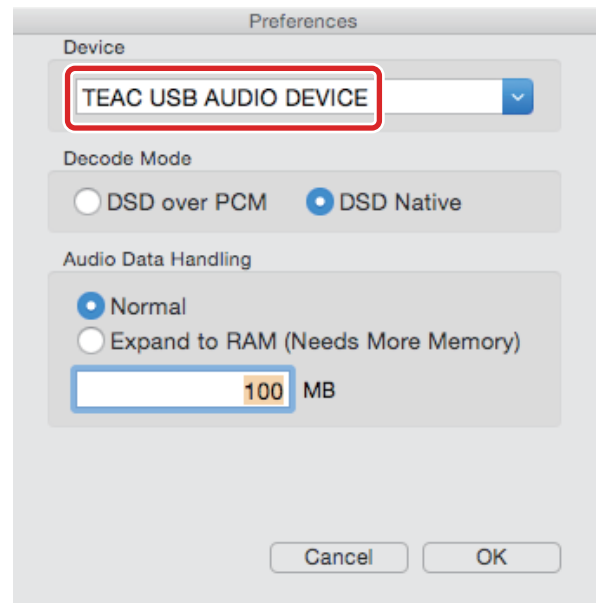 Preferences
Device
TEAC USB AUDIO DEVICE
Decode Mode
DSD over PCM DSD Native
Audio Data Handling
Normal
Expand to RAM (Needs More Memory)
100 MB
Cancel OK